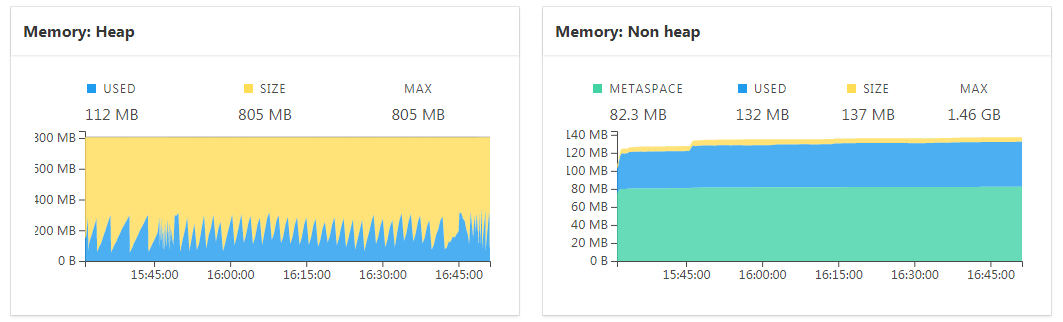 Memory: Heap
USED SIZE MAX
112 MB 805 MB 805 MB
800 MB
600 MB
400 MB
200 MB
0 B
15:45:00 16:00:00 16:15:00 16:30:00 16:45:00
Memory: Non heap
METASPACE USED SIZE MAX
82.3 MB 132 MB 137 MB 1.46 GB
140 MB
120 MB
100 MB
80 MB
60 MB
40 MB
20 MB
0 B
15:45:00 16:00:00 16:15:00 16:30:00 16:45:00